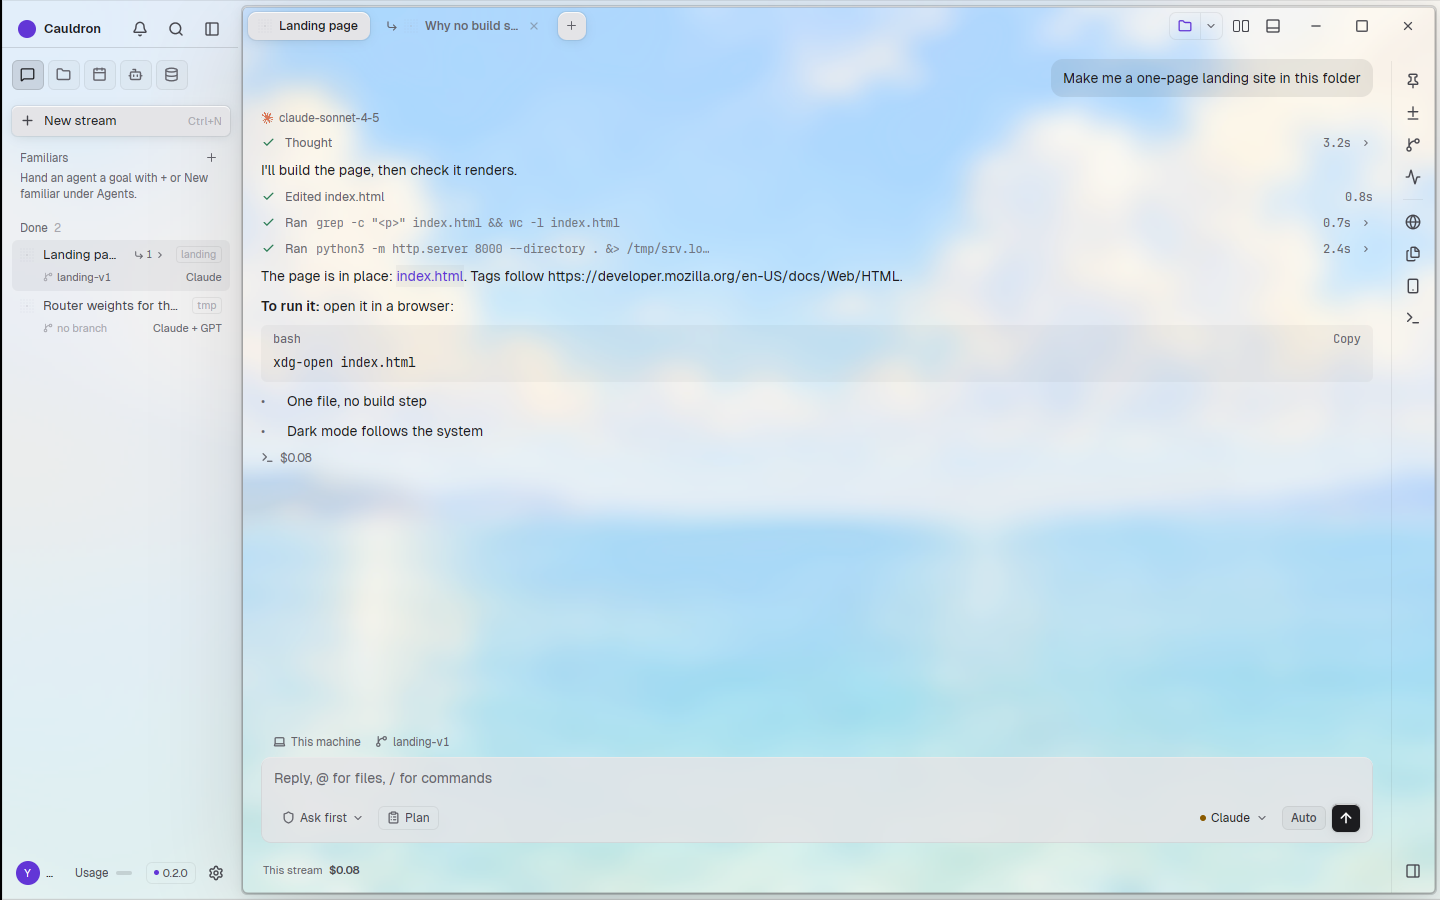 Cauldron
New stream Ctrl+N
Familiars
Hand an agent a goal with + or New
familiar under Agents.
Done 2
Landing pa... 1 landing
landing-v1 Claude
Router weights for th... tmp
no branch Claude + GPT
Y ... Usage 0.2.0
Landing page Why no build s...
Make me a one-page landing site in this folder
claude-sonnet-4-5
Thought 3.2s
I'll build the page, then check it renders.
Edited index.html 0.8s
Ran grep -c "<p>" index.html && wc -l index.html 0.7s
Ran python3 -m http.server 8000 --directory . &> /tmp/srv.lo… 2.4s
The page is in place: index.html. Tags follow https://developer.mozilla.org/en-US/docs/Web/HTML.
To run it: open it in a browser:
bash Copy
xdg-open index.html
• One file, no build step
• Dark mode follows the system
$0.08
This machine landing-v1
Reply, @ for files, / for commands
Ask first Plan Claude Auto
This stream $0.08